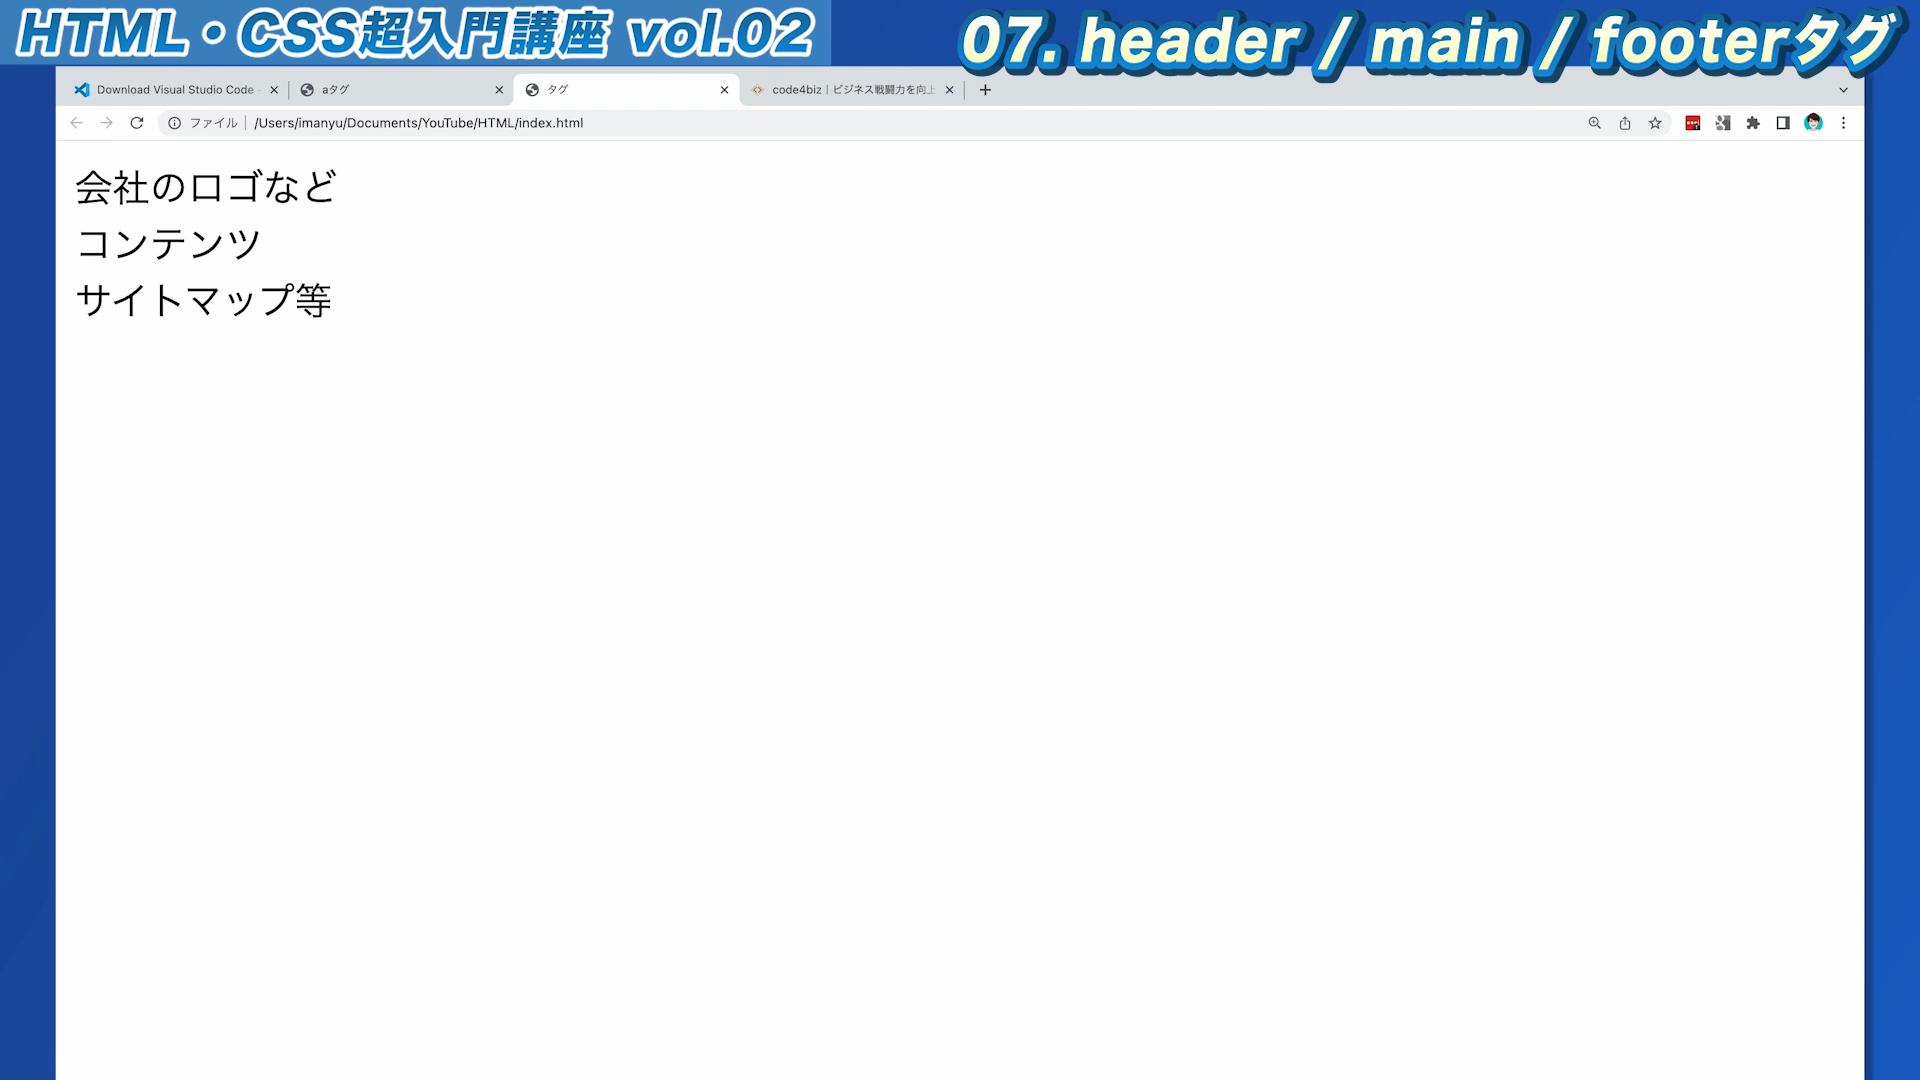 HTML・CSS超入門講座 vol.02
07. header / main / footerタグ
Download Visual Studio Code -
aタグ
タグ
code4biz｜ビジネス戦闘力を向上
ファイル
/Users/imanyu/Documents/YouTube/HTML/index.html
会社のロゴなど
コンテンツ
サイトマップ等